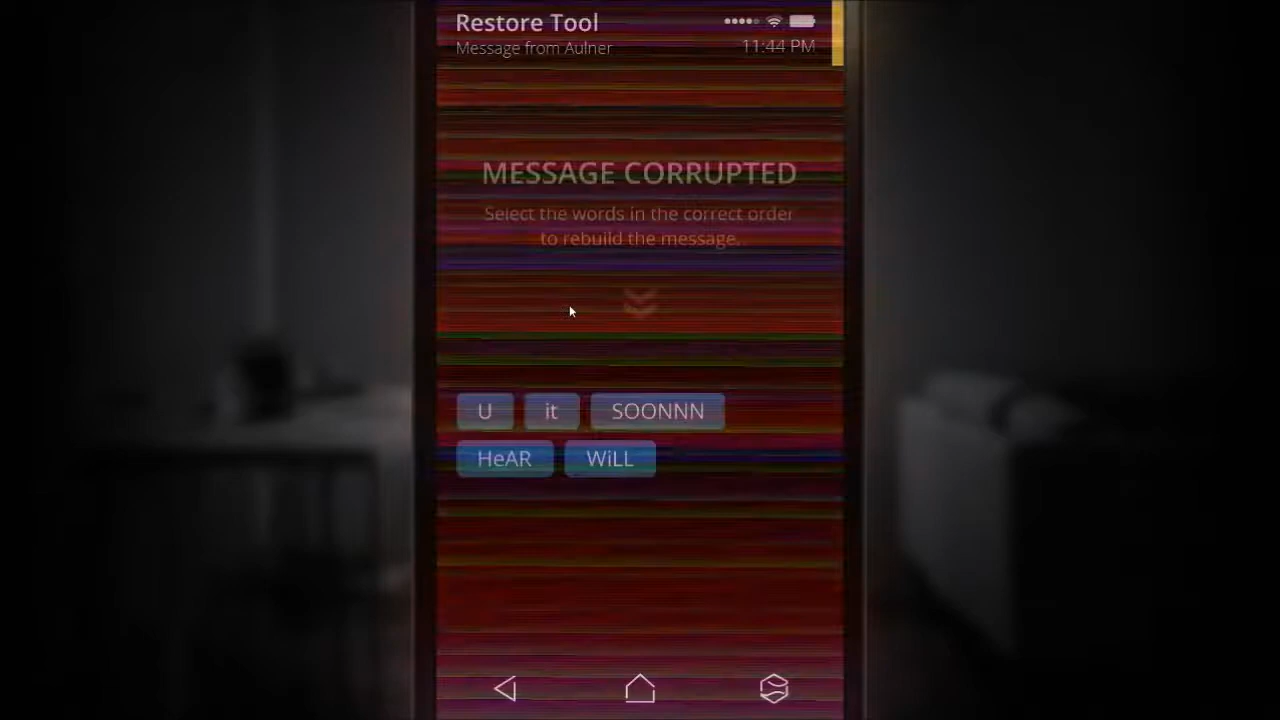 Restore Tool
Message from Aulner
11:44 PM
MESSAGE CORRUPTED
Select the words in the correct order
to rebuild the message.
U it SOONNN
HeAR WiLL